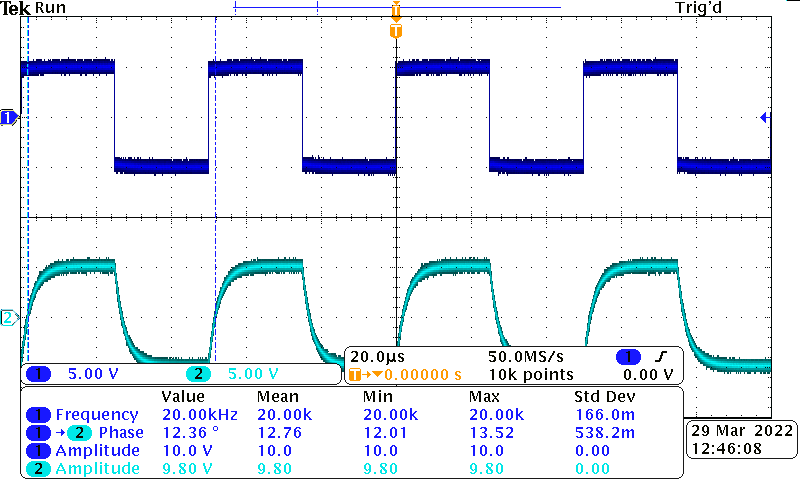 Tek Run Trig'd
T
T
1
2
1 5.00 V 2 5.00 V
20.0µs 50.0MS/s 1
T→▼0.00000 s 10k points 0.00 V
Value Mean Min Max Std Dev
1 Frequency 20.00kHz 20.00k 20.00k 20.00k 166.0m
1→2 Phase 12.36 ° 12.76 12.01 13.52 538.2m
1 Amplitude 10.0 V 10.0 10.0 10.0 0.00
2 Amplitude 9.80 V 9.80 9.80 9.80 0.00
29 Mar 2022
12:46:08